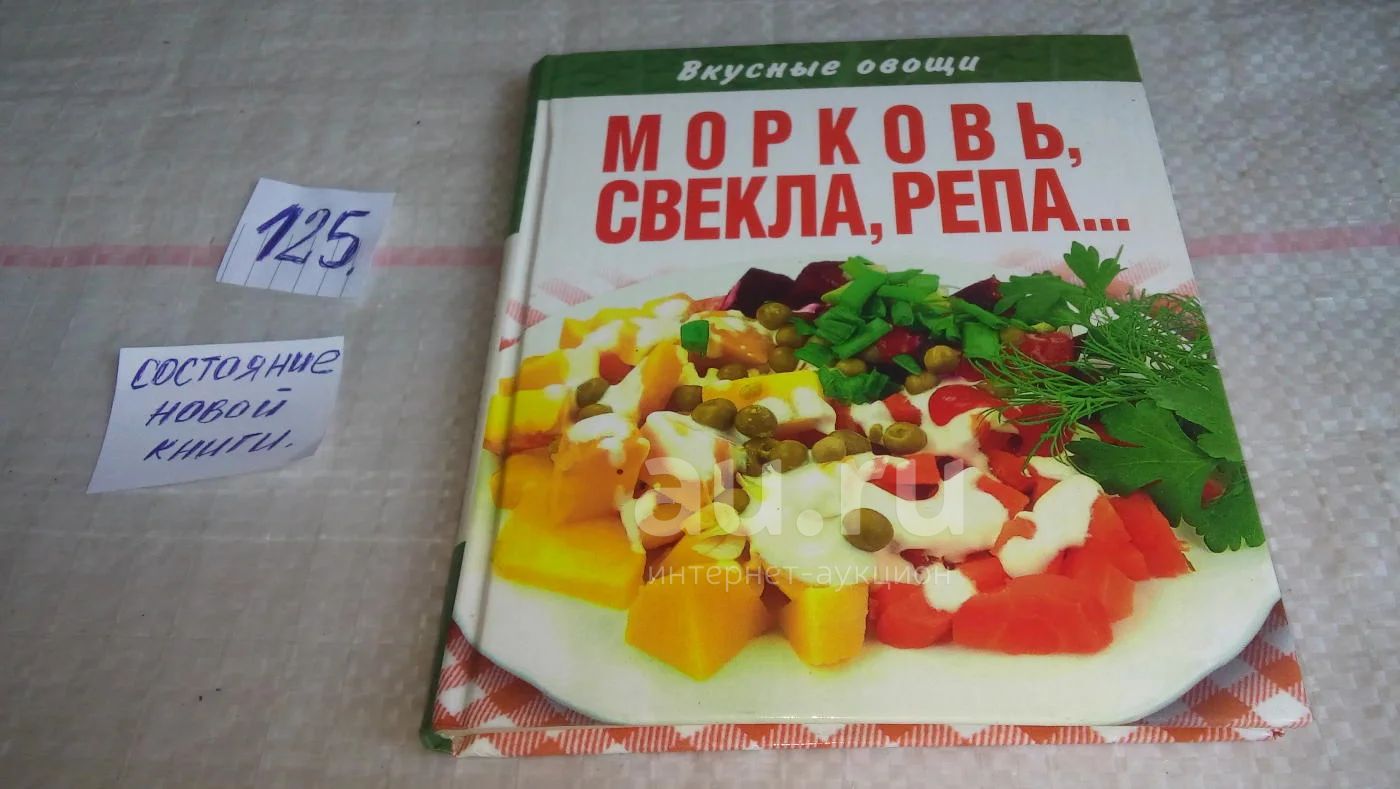 Вкусные овощи
МОРКОВЬ,
СВЕКЛА, РЕПА...
125.
СОСТОЯНИЕ
НОВОЙ
КНИГИ.
au.ru
интернет-аукцион